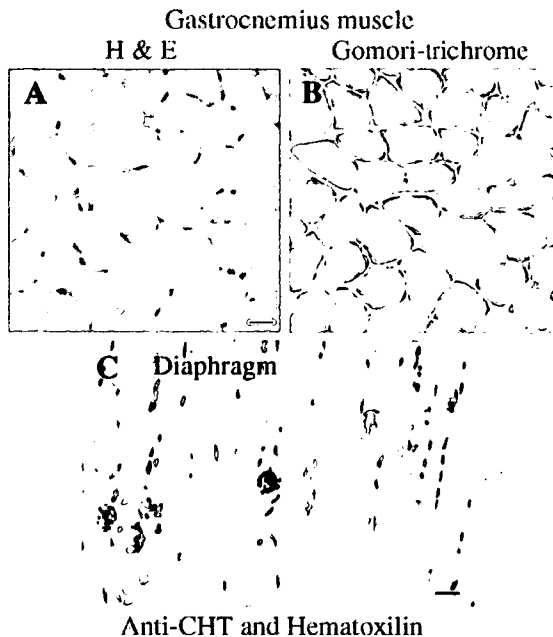 Gastrocnemius muscle
H & E Gomori-trichrome
A B
C Diaphragm
Anti-CHT and Hematoxilin